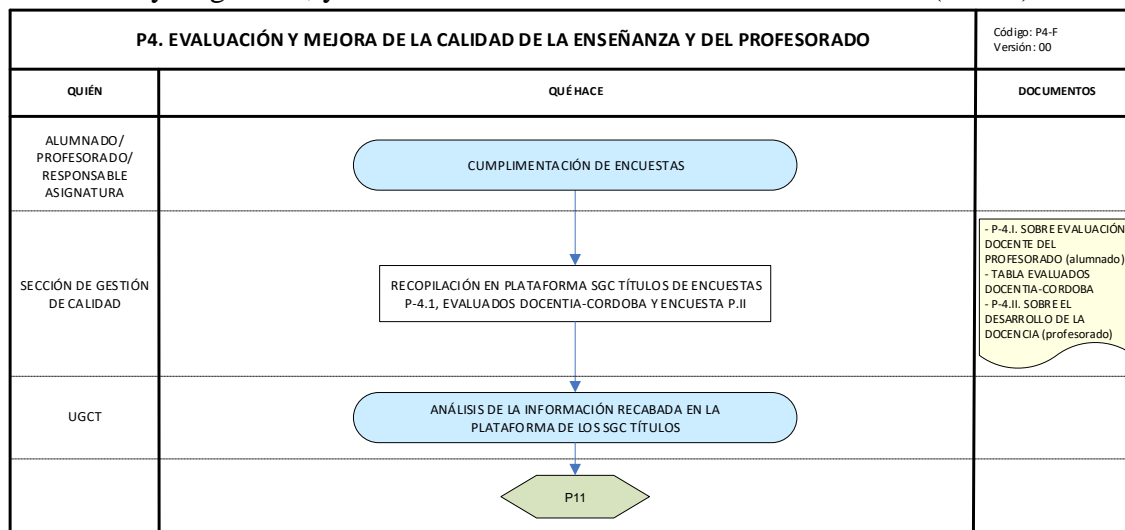 P4. EVALUACIÓN Y MEJORA DE LA CALIDAD DE LA ENSEÑANZA Y DEL PROFESORADO
Código: P4-F
Versión: 00
QUIÉN
QUÉ HACE
DOCUMENTOS
ALUMNADO/
PROFESORADO/
RESPONSABLE
ASIGNATURA
CUMPLIMENTACIÓN DE ENCUESTAS
SECCIÓN DE GESTIÓN
DE CALIDAD
RECOPILACIÓN EN PLATAFORMA SGC TÍTULOS DE ENCUESTAS
P-4.1, EVALUADOS DOCENTIA-CORDOBA Y ENCUESTA P.II
- P-4.I. SOBRE EVALUACIÓN
DOCENTE DEL
PROFESORADO (alumnado)
- TABLA EVALUADOS
DOCENTIA-CORDOBA
- P-4.II. SOBRE EL
DESARROLLO DE LA
DOCENCIA (profesorado)
UGCT
ANÁLISIS DE LA INFORMACIÓN RECABADA EN LA
PLATAFORMA DE LOS SGC TÍTULOS
P11